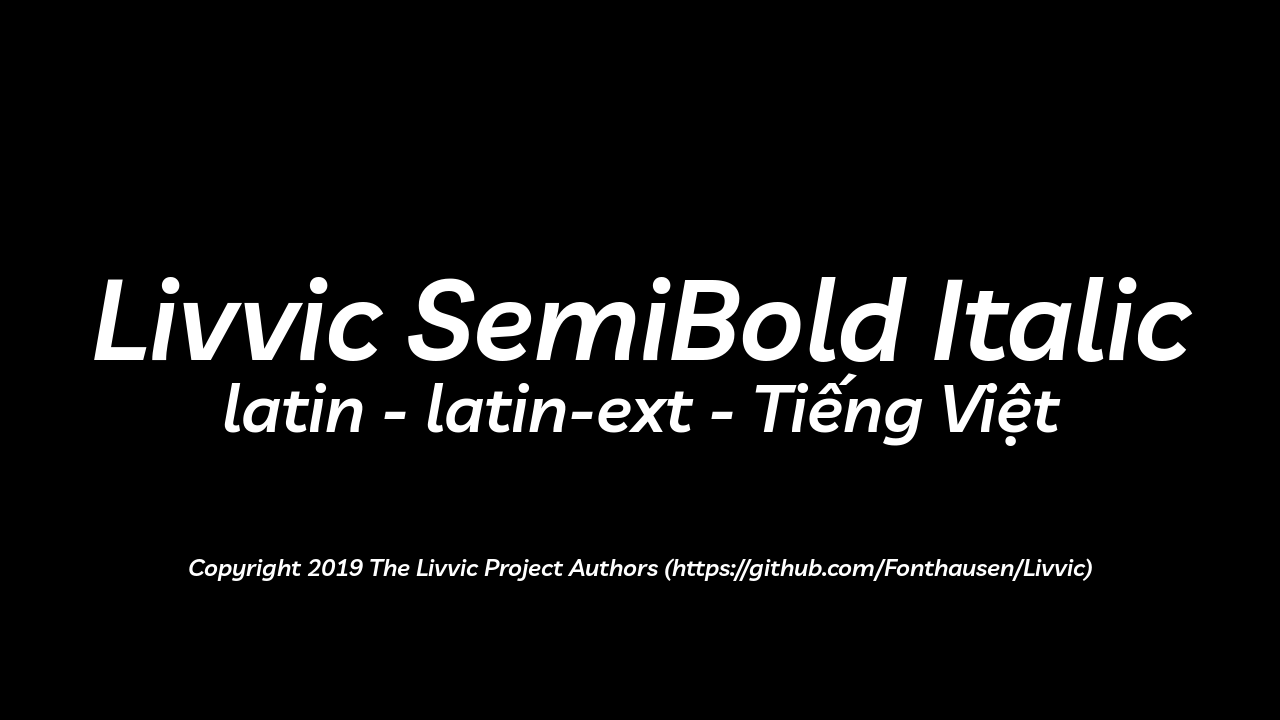 Livvic SemiBold Italic
latin - latin-ext - Tiếng Việt
Copyright 2019 The Livvic Project Authors (https://github.com/Fonthausen/Livvic)